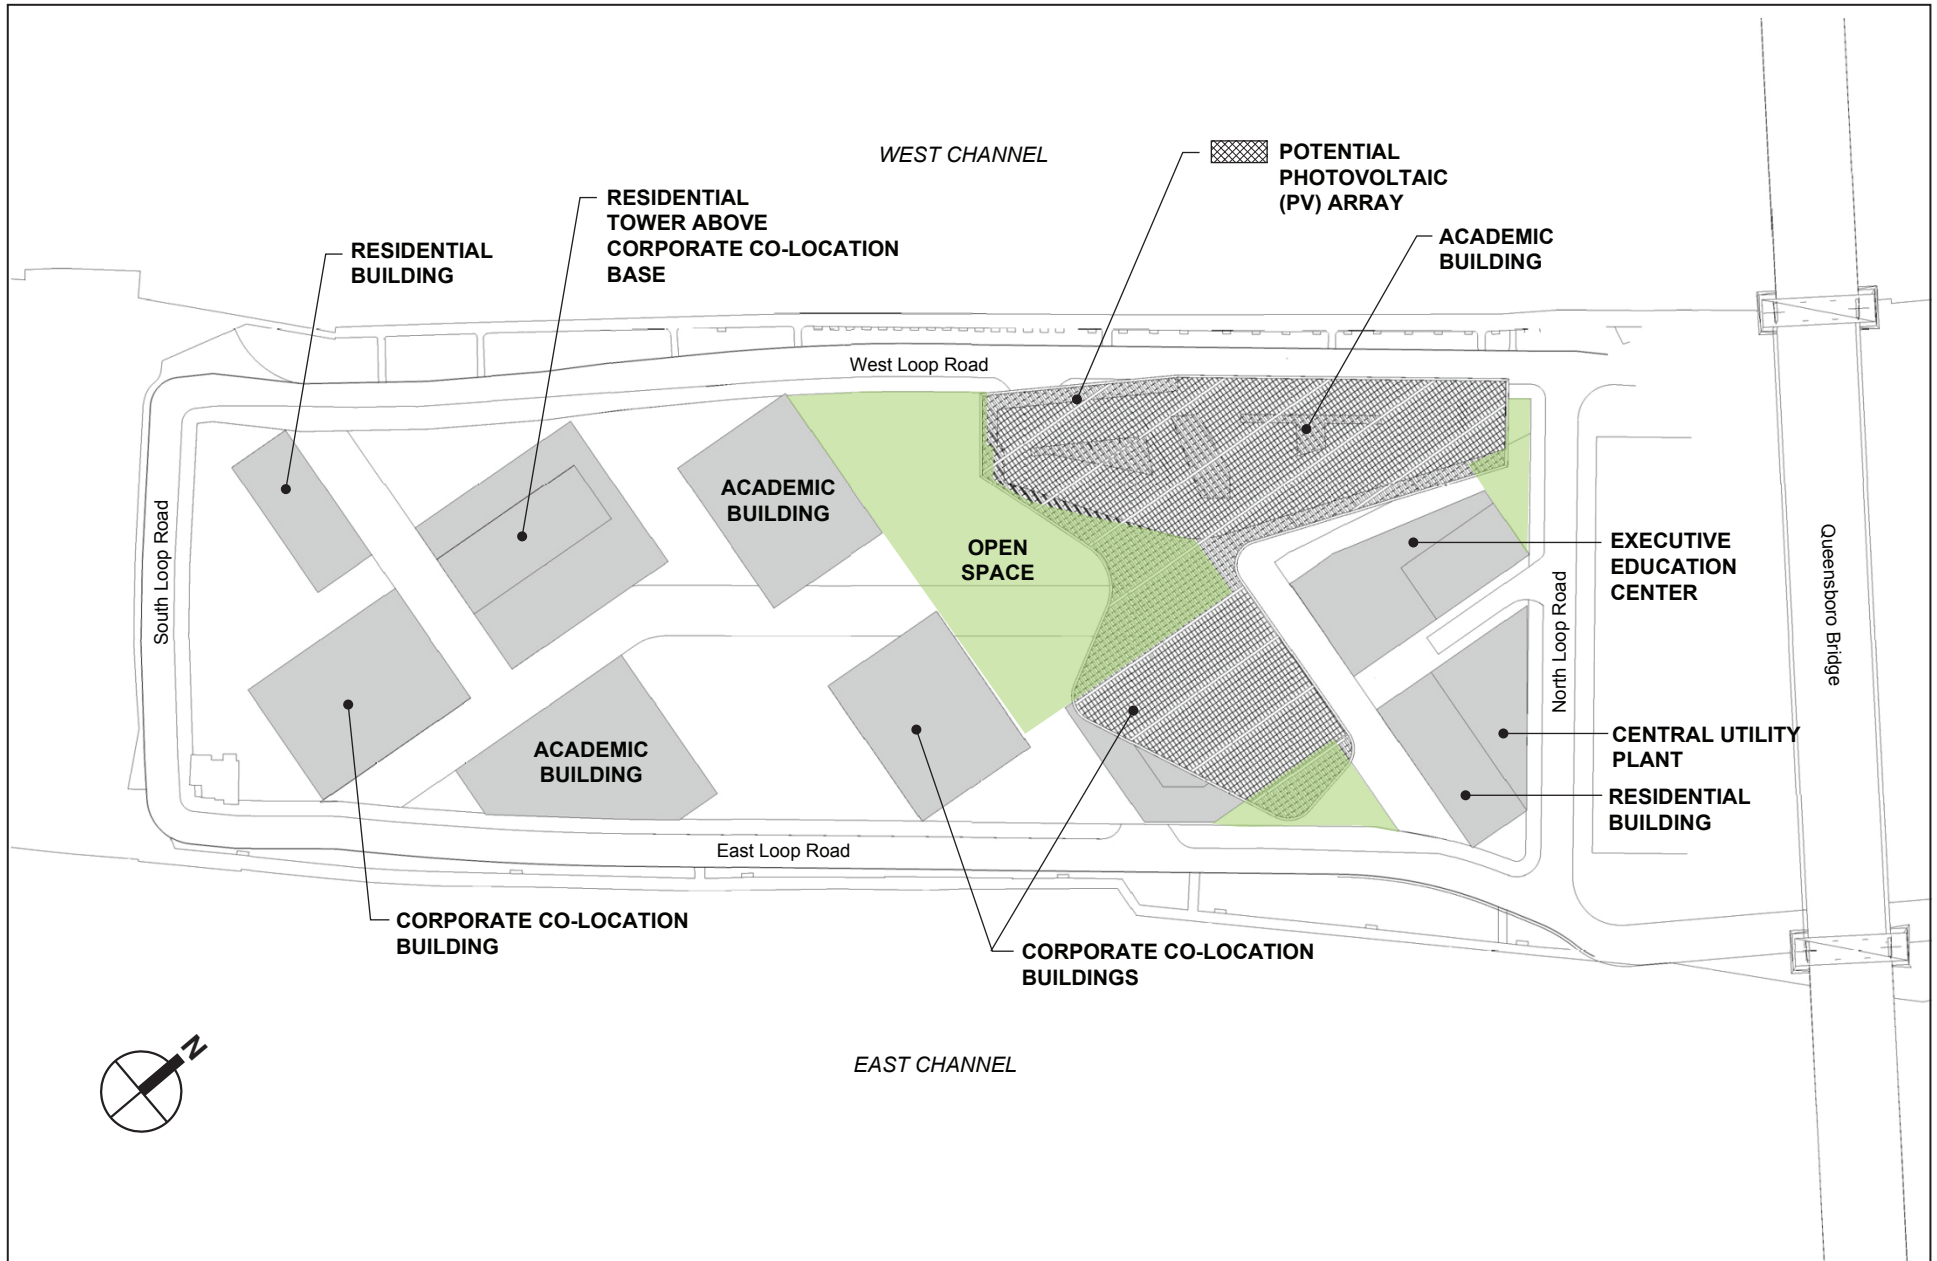 WEST CHANNEL
POTENTIAL
PHOTOVOLTAIC
(PV) ARRAY
RESIDENTIAL
TOWER ABOVE
CORPORATE CO-LOCATION
BASE
RESIDENTIAL
BUILDING
ACADEMIC
BUILDING
West Loop Road
ACADEMIC
BUILDING
OPEN
SPACE
South Loop Road
EXECUTIVE
EDUCATION
CENTER
North Loop Road
Queensboro Bridge
ACADEMIC
BUILDING
CENTRAL UTILITY
PLANT
RESIDENTIAL
BUILDING
East Loop Road
CORPORATE CO-LOCATION
BUILDING
CORPORATE CO-LOCATION
BUILDINGS
N
EAST CHANNEL